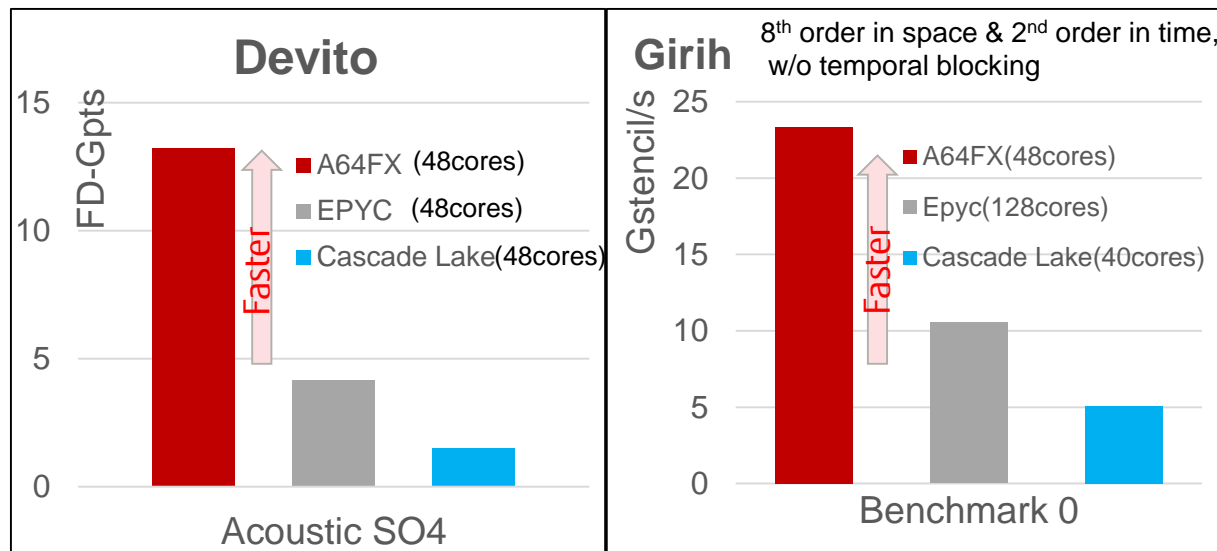 Devito
FD-Gpts
15
10
5
0
A64FX (48cores)
EPYC (48cores)
Cascade Lake(48cores)
Faster
Acoustic SO4
Girih
8th order in space & 2nd order in time,
w/o temporal blocking
Gstencil/s
25
20
15
10
5
0
A64FX(48cores)
Epyc(128cores)
Cascade Lake(40cores)
Faster
Benchmark 0